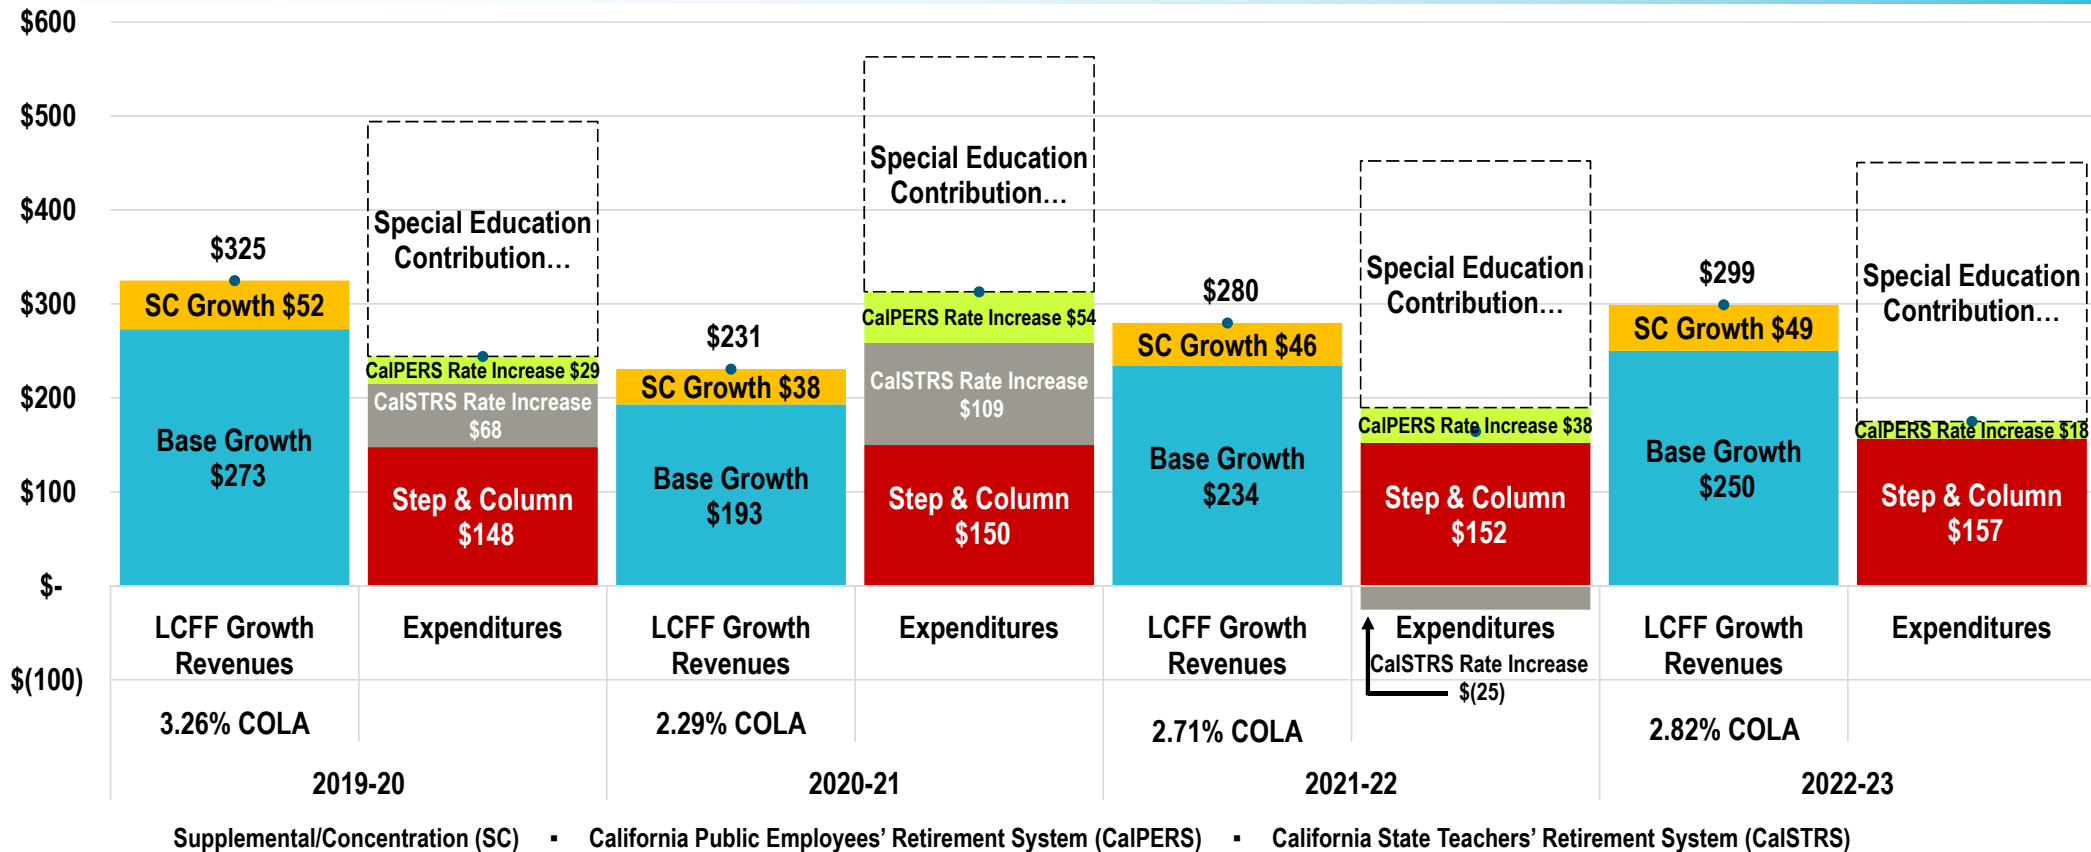 $600
$500
$400
$300
$200
$100
$-
$(100)
$325
SC Growth $52
Base Growth
$273
Special Education
Contribution…
CalPERS Rate Increase $29
CalSTRS Rate Increase
$68
Step & Column
$148
$231
SC Growth $38
Base Growth
$193
Special Education
Contribution…
CalPERS Rate Increase $54
CalSTRS Rate Increase
$109
Step & Column
$150
$280
SC Growth $46
Base Growth
$234
Special Education
Contribution…
CalPERS Rate Increase $38
Step & Column
$152
$299
SC Growth $49
Base Growth
$250
Special Education
Contribution…
CalPERS Rate Increase $18
Step & Column
$157
LCFF Growth
Revenues
3.26% COLA
Expenditures
LCFF Growth
Revenues
2.29% COLA
Expenditures
LCFF Growth
Revenues
2.71% COLA
Expenditures
CalSTRS Rate Increase
$(25)
LCFF Growth
Revenues
2.82% COLA
Expenditures
2019-20
2020-21
2021-22
2022-23
Supplemental/Concentration (SC) ▪ California Public Employees’ Retirement System (CalPERS) ▪ California State Teachers’ Retirement System (CalSTRS)